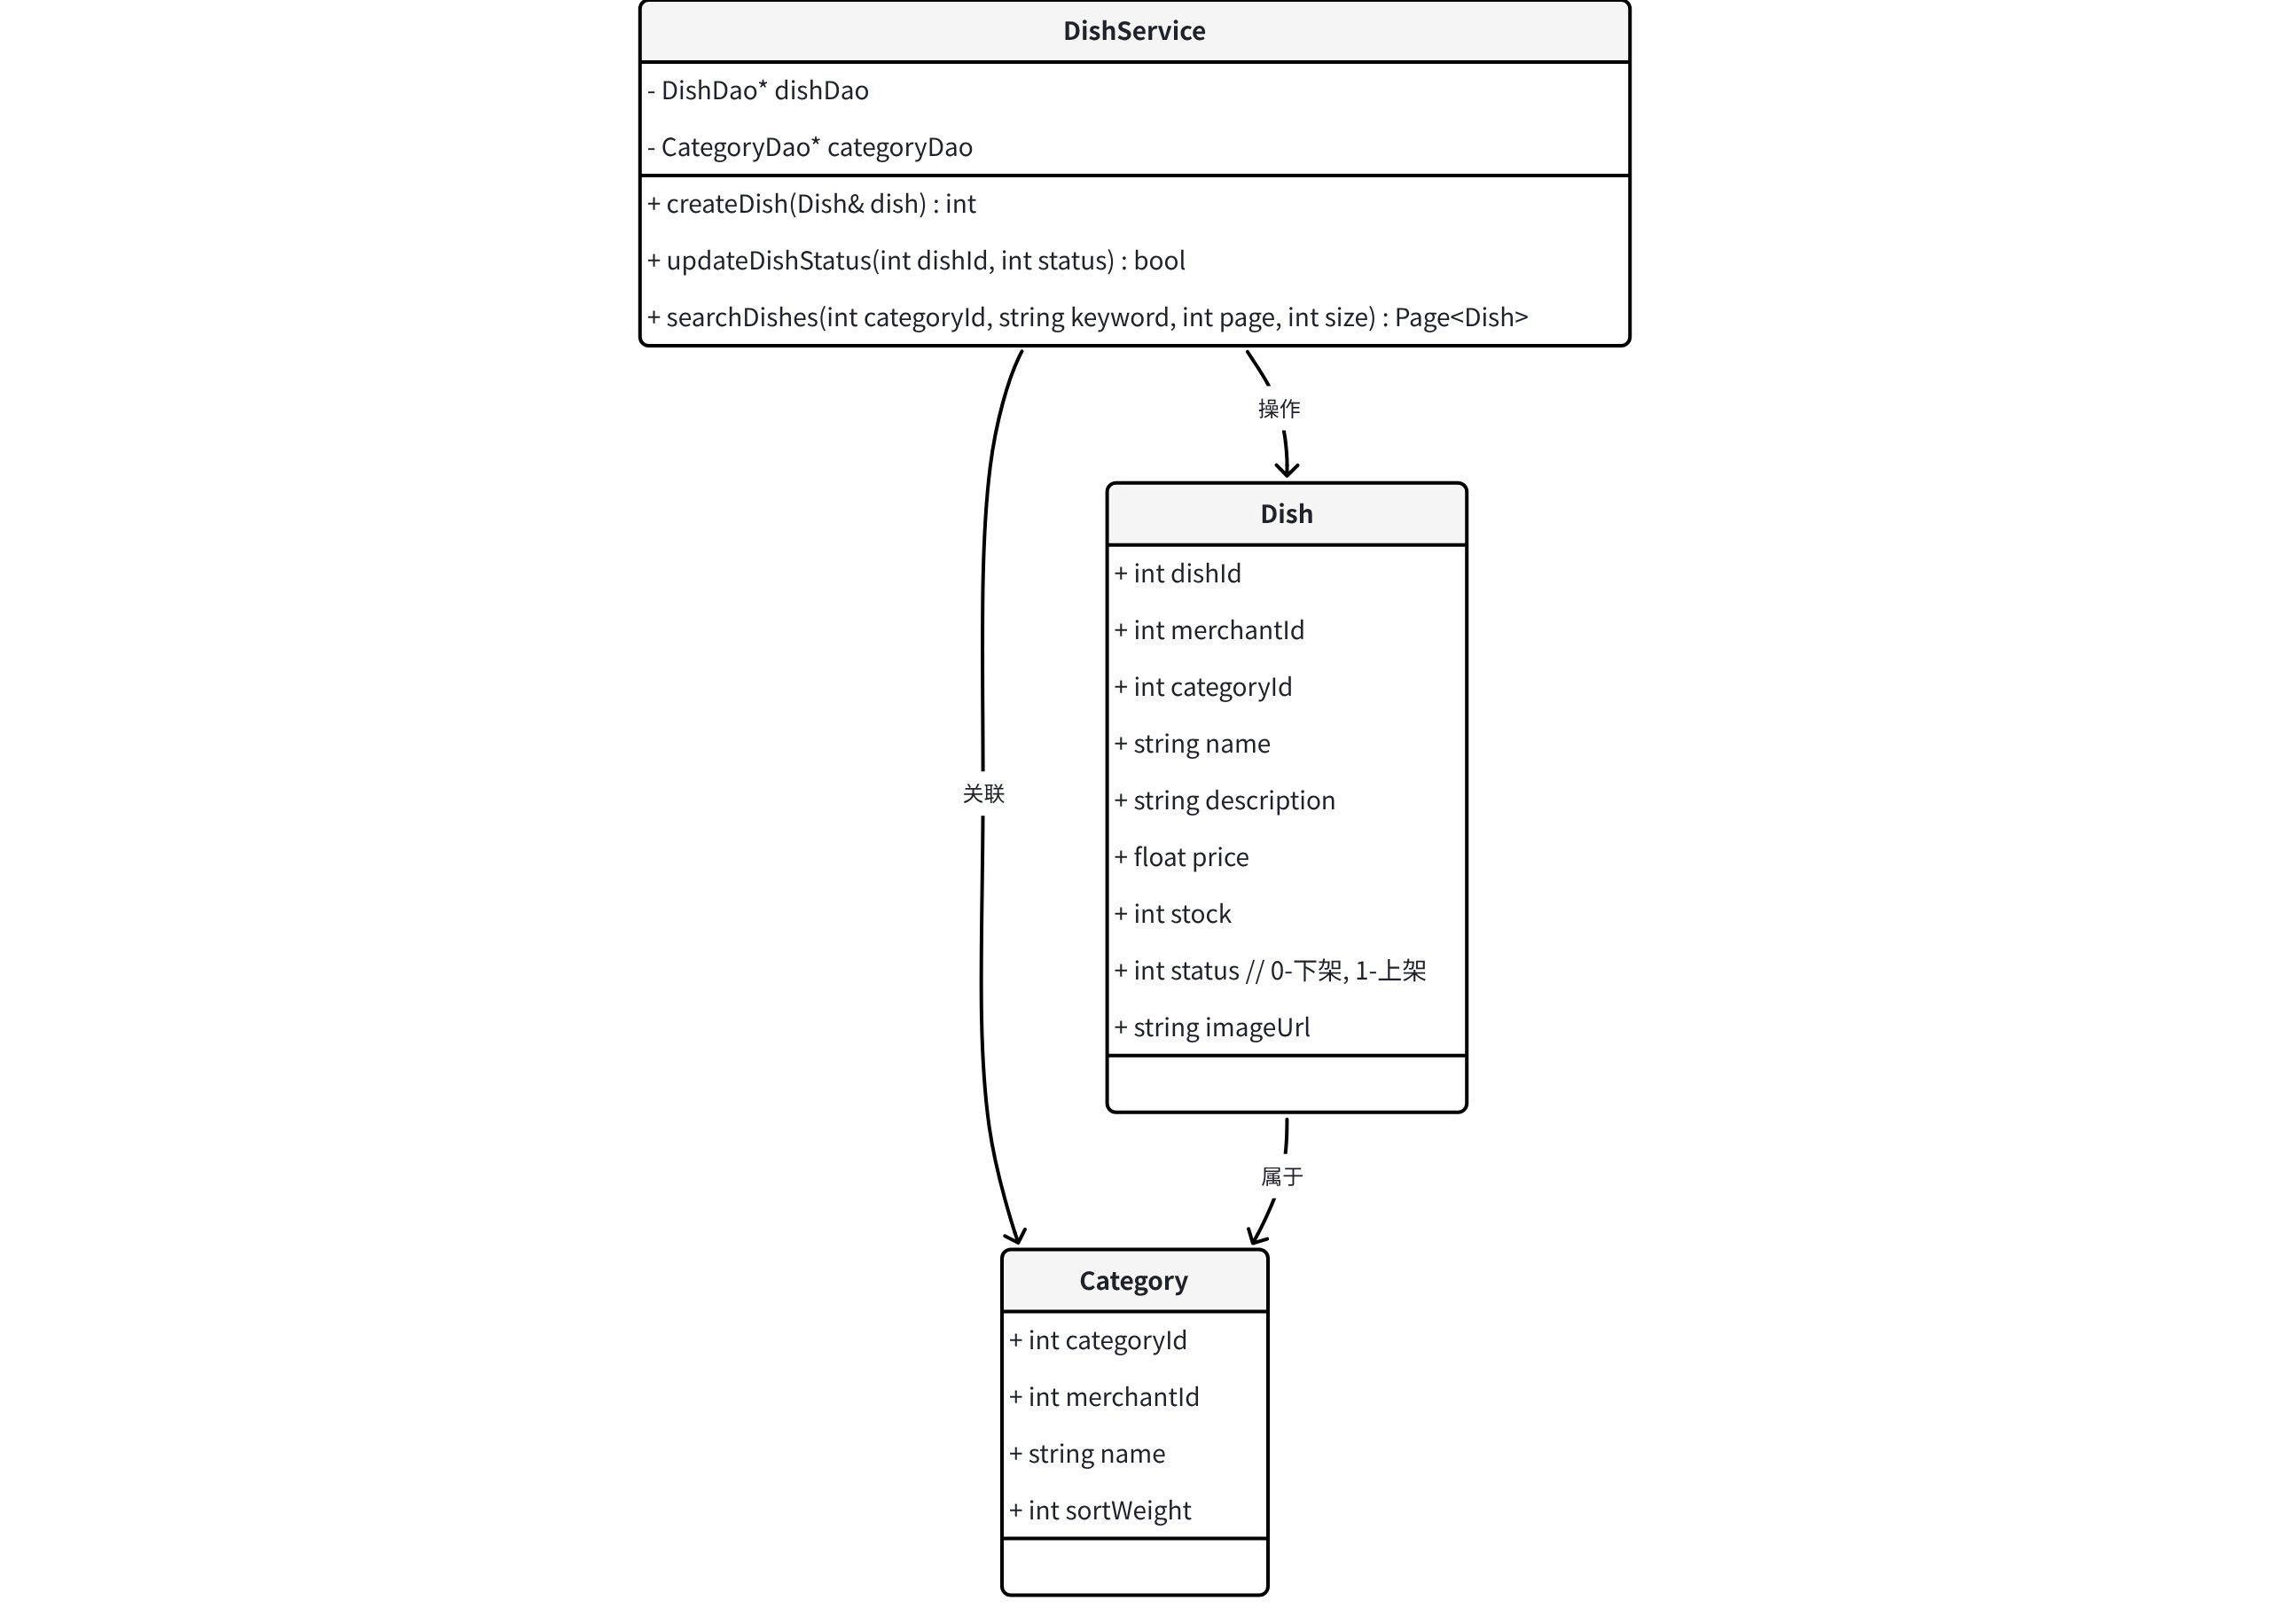 DishService
- DishDao* dishDao
- CategoryDao* categoryDao
+ createDish(Dish& dish) : int
+ updateDishStatus(int dishId, int status) : bool
+ searchDishes(int categoryId, string keyword, int page, int size) : Page<Dish>
操作
Dish
+ int dishId
+ int merchantId
+ int categoryId
+ string name
+ string description
+ float price
+ int stock
+ int status // 0-下架, 1-上架
+ string imageUrl
关联
属于
Category
+ int categoryId
+ int merchantId
+ string name
+ int sortWeight